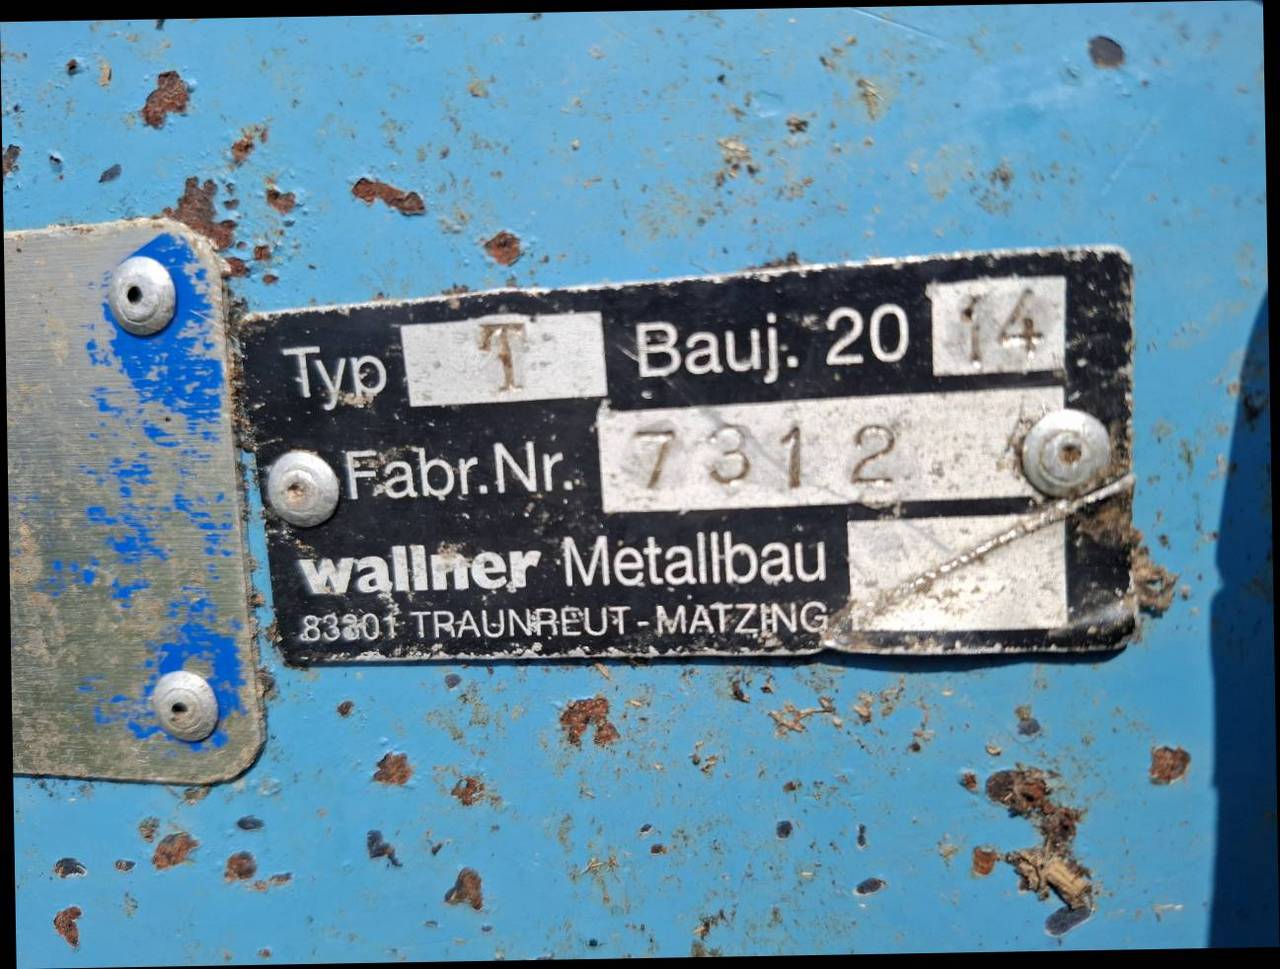 Typ T Bauj. 20 14
Fabr.Nr. 7312
wallner Metallbau
83301 TRAUNREUT - MATZING